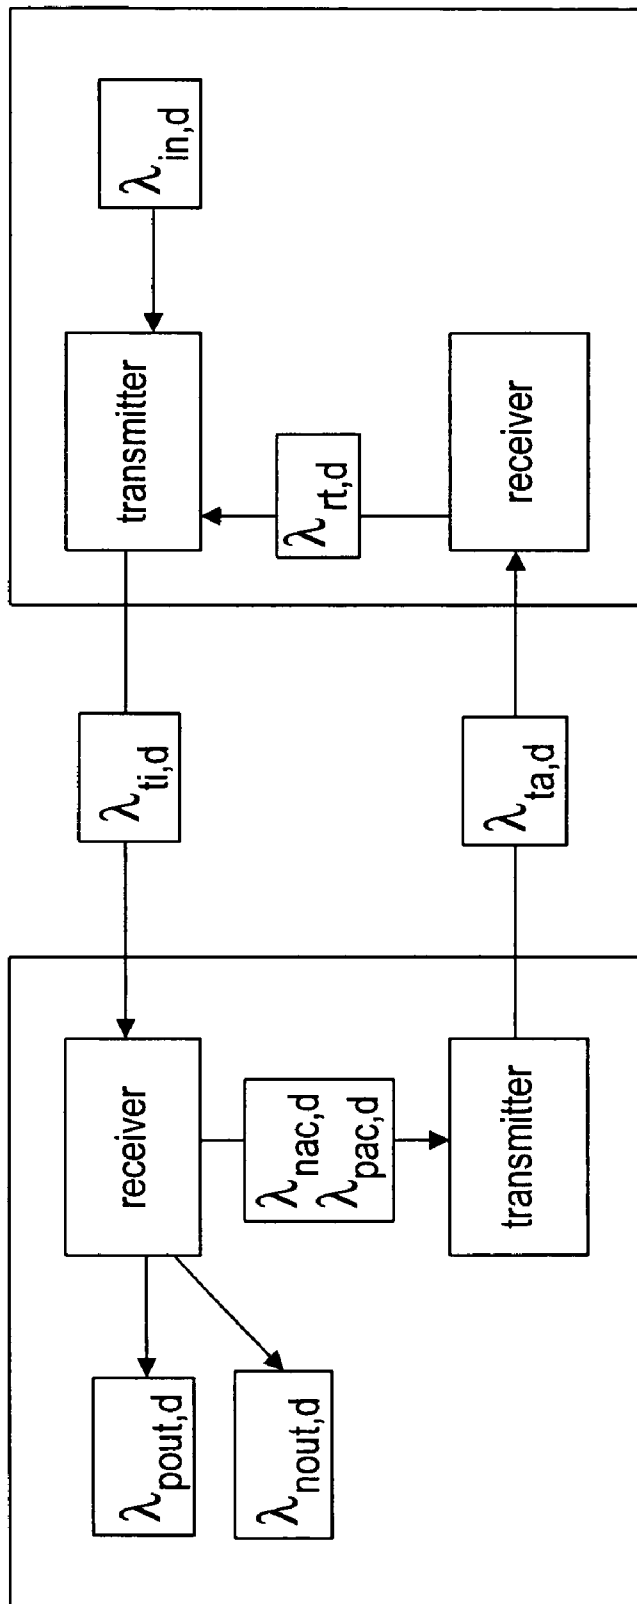 λpout,d
λnout,d
receiver
λnac,d
λpac,d
transmitter
λti,d
λta,d
transmitter
λrt,d
receiver
λin,d